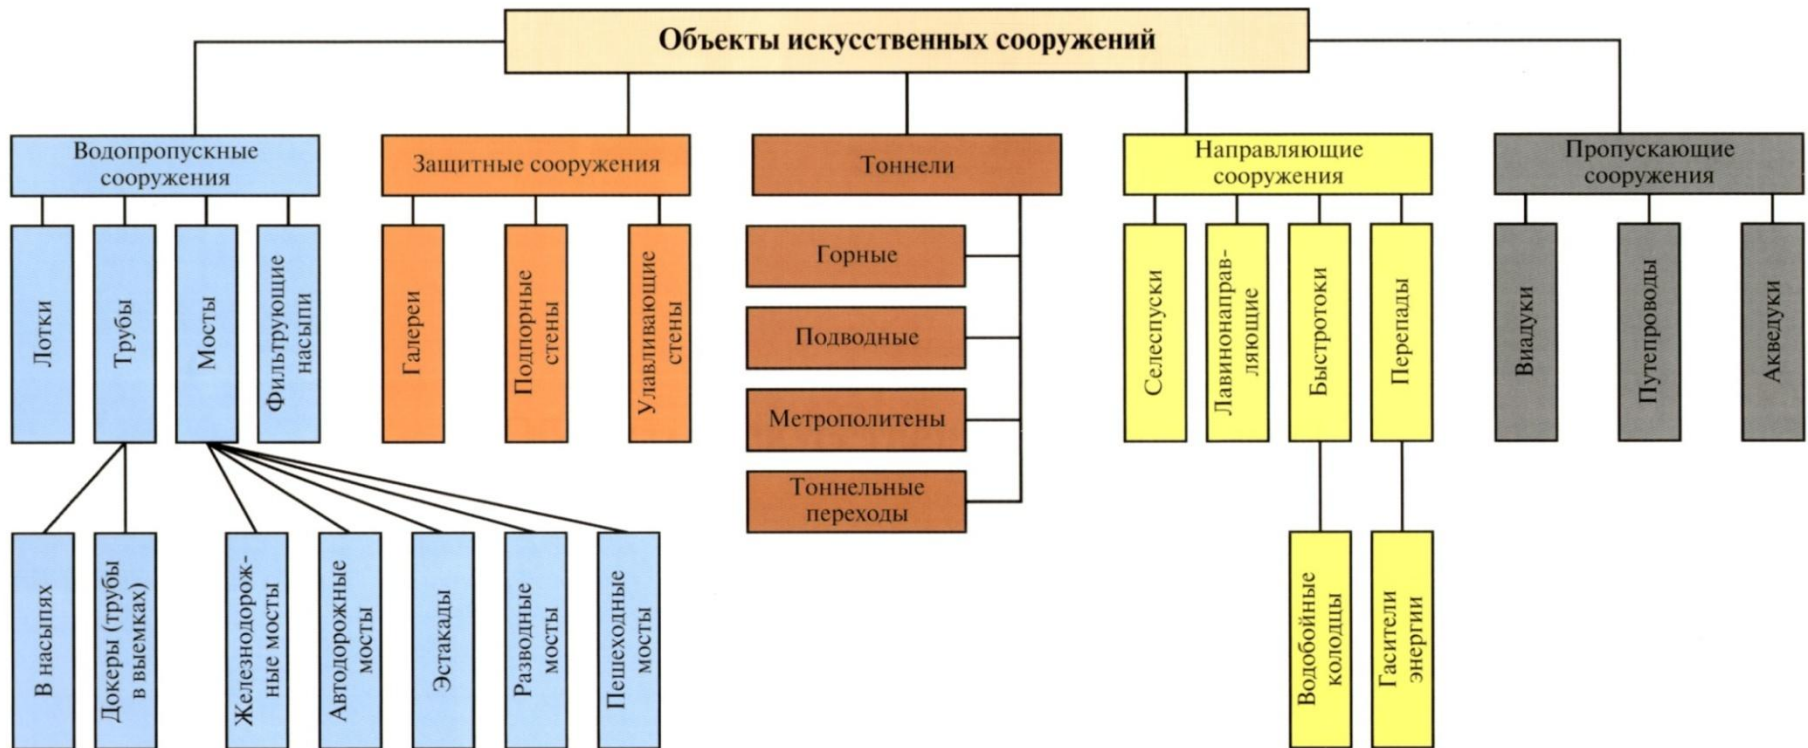 Объекты искусственных сооружений
Водопропускные
сооружения
Защитные сооружения
Тоннели
Направляющие
сооружения
Пропускающие
сооружения
Лотки
Трубы
Мосты
Фильтрующие
насыпи
Галереи
Подпорные
стены
Улавливающие
стены
Горные
Подводные
Метрополитены
Тоннельные
переходы
Селеспуски
Лавинонаправ-
ляющие
Быстротоки
Перепады
Виадуки
Путепроводы
Акведуки
В насыпях
Докеры (трубы
в выемках)
Железнодорож-
ные мосты
Автодорожные
мосты
Эстакады
Разводные
мосты
Пешеходные
мосты
Водобойные
колодцы
Гасители
энергии